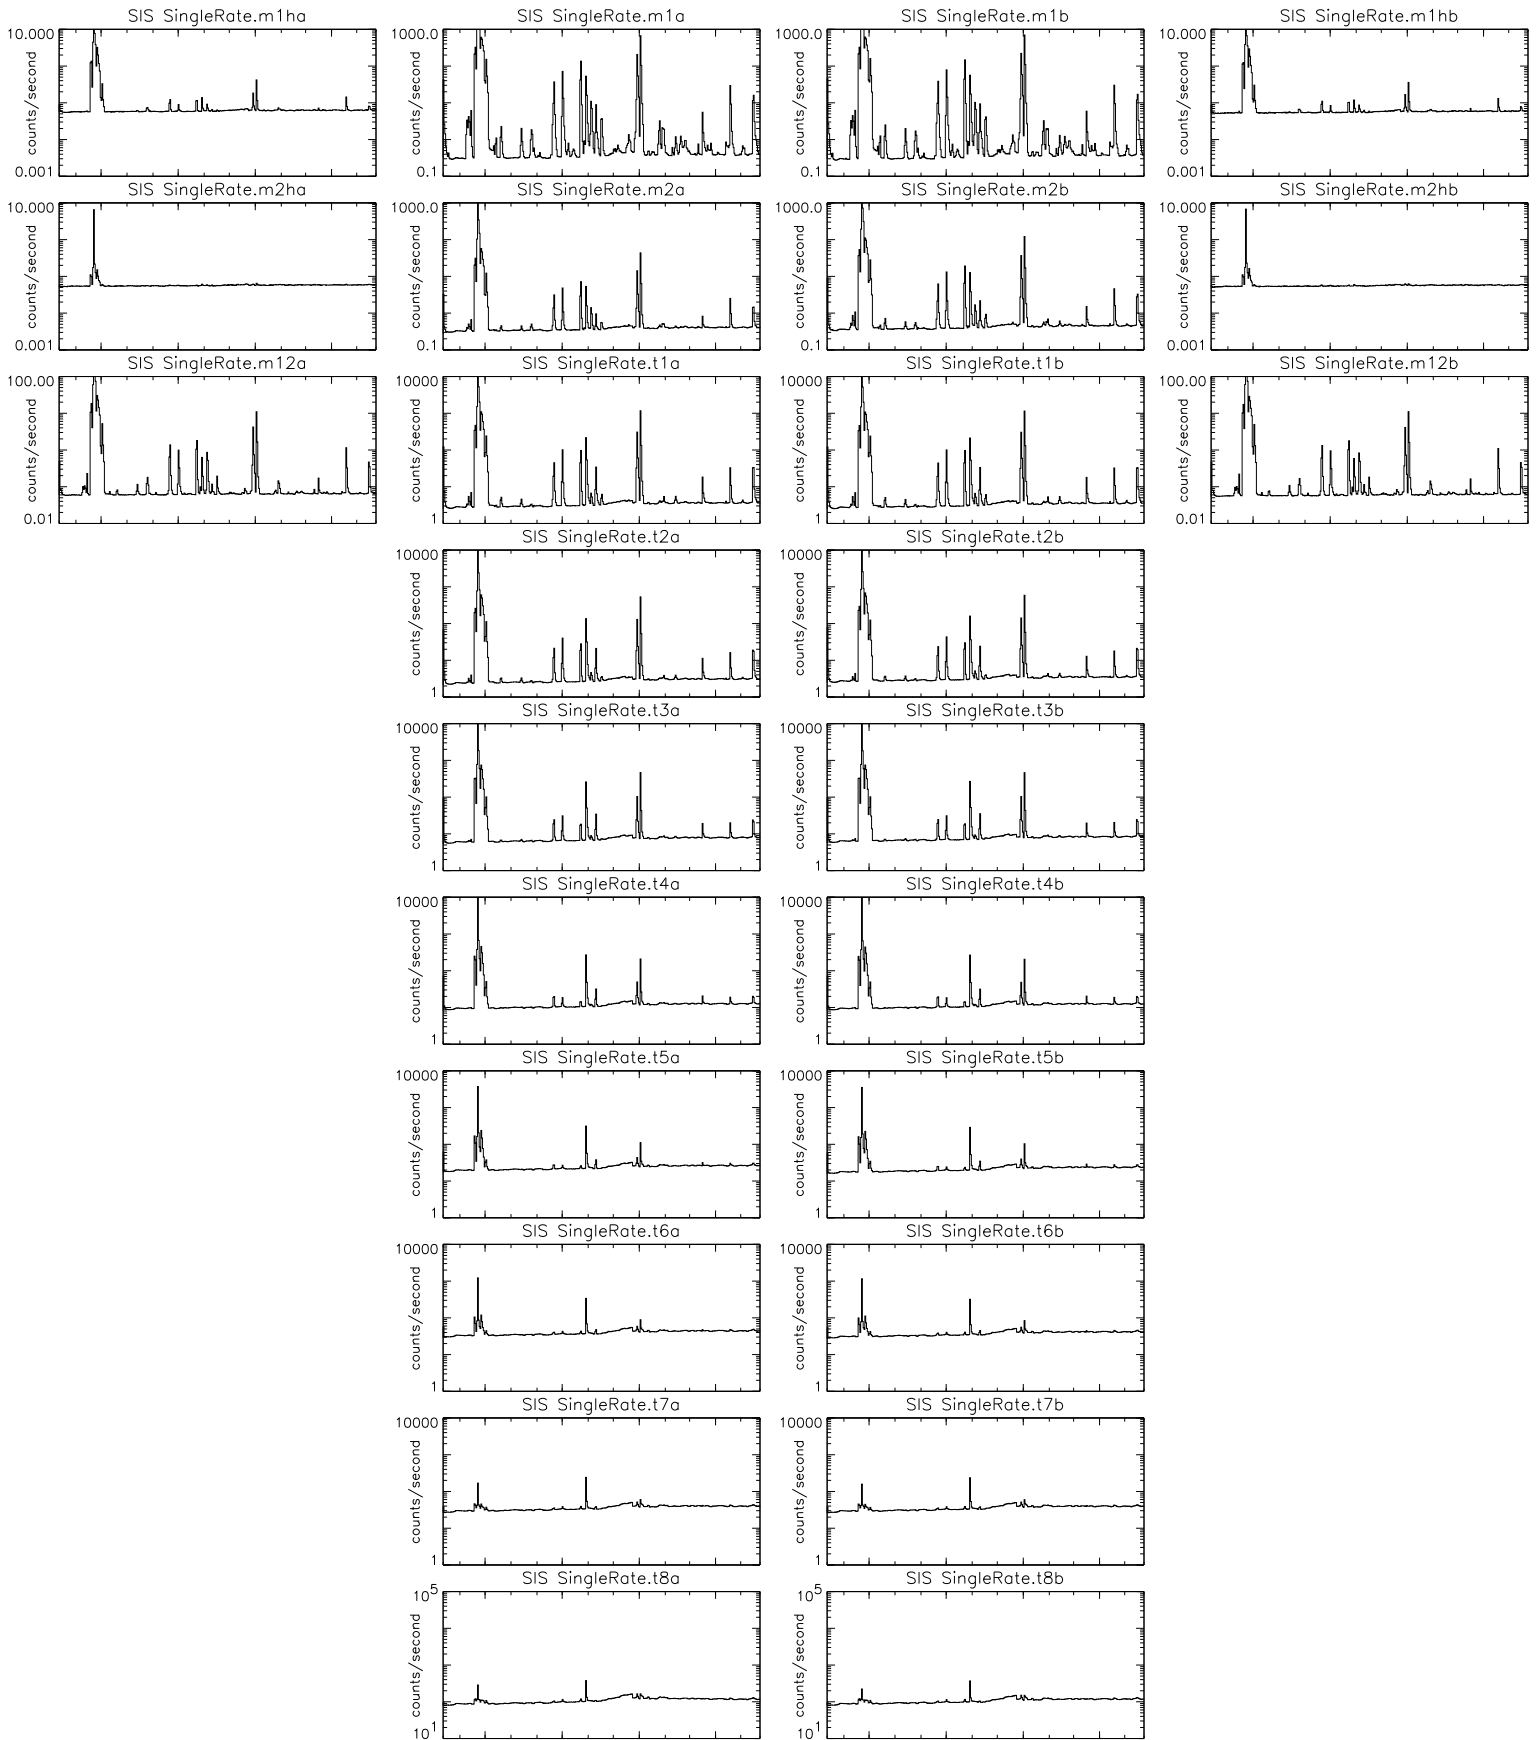 SIS SingleRate.m1ha
10.000
counts/second
0.001
SIS SingleRate.m1a
1000.0
counts/second
0.1
SIS SingleRate.m1b
1000.0
counts/second
0.1
SIS SingleRate.m1hb
10.000
counts/second
0.001
SIS SingleRate.m2ha
10.000
counts/second
0.001
SIS SingleRate.m2a
1000.0
counts/second
0.1
SIS SingleRate.m2b
1000.0
counts/second
0.1
SIS SingleRate.m2hb
10.000
counts/second
0.001
SIS SingleRate.m12a
100.00
counts/second
0.01
SIS SingleRate.t1a
10000
counts/second
1
SIS SingleRate.t1b
10000
counts/second
1
SIS SingleRate.m12b
100.00
counts/second
0.01
SIS SingleRate.t2a
10000
counts/second
1
SIS SingleRate.t2b
10000
counts/second
1
SIS SingleRate.t3a
10000
counts/second
1
SIS SingleRate.t3b
10000
counts/second
1
SIS SingleRate.t4a
10000
counts/second
1
SIS SingleRate.t4b
10000
counts/second
1
SIS SingleRate.t5a
10000
counts/second
1
SIS SingleRate.t5b
10000
counts/second
1
SIS SingleRate.t6a
10000
counts/second
1
SIS SingleRate.t6b
10000
counts/second
1
SIS SingleRate.t7a
10000
counts/second
1
SIS SingleRate.t7b
10000
counts/second
1
SIS SingleRate.t8a
10⁵
counts/second
10¹
SIS SingleRate.t8b
10⁵
counts/second
10¹